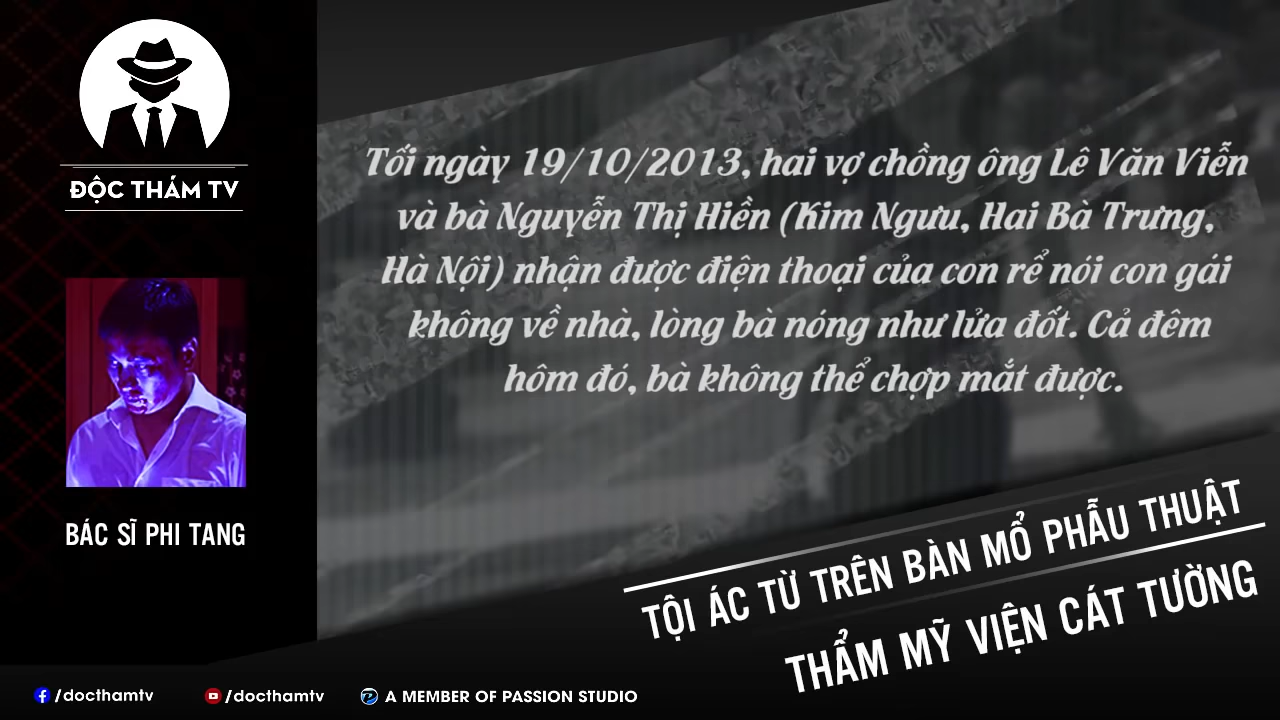 ĐỘC THÁM TV
Tối ngày 19/10/2013, hai vợ chồng ông Lê Văn Viễn
và bà Nguyễn Thị Hiền (Kim Ngưu, Hai Bà Trưng,
Hà Nội) nhận được điện thoại của con rể nói con gái
không về nhà, lòng bà nóng như lửa đốt. Cả đêm
hôm đó, bà không thể chợp mắt được.
BÁC SĨ PHI TANG
TỘI ÁC TỪ TRÊN BÀN MỔ PHẪU THUẬT
THẨM MỸ VIỆN CÁT TƯỜNG
/docthamtv
/docthamtv
A MEMBER OF PASSION STUDIO